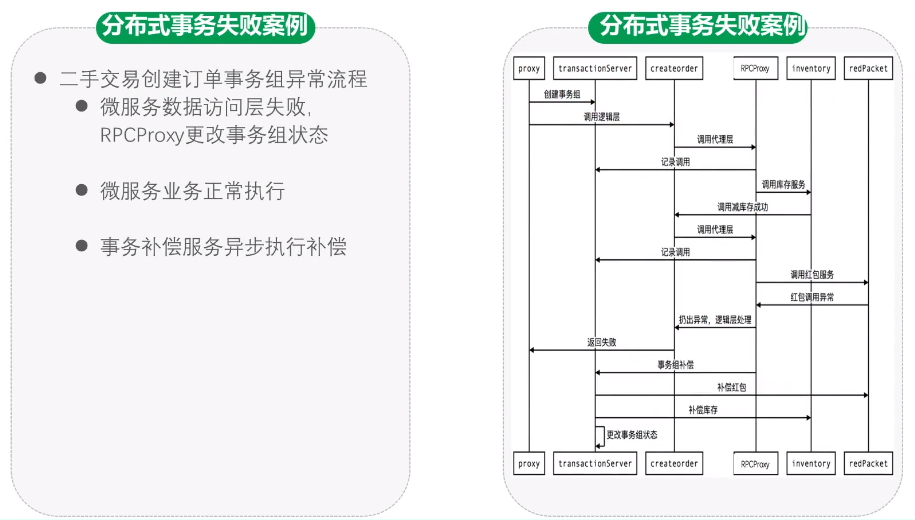 分布式事务失败案例
二手交易创建订单事务组异常流程
微服务数据访问层失败，
RPCProxy更改事务组状态
微服务业务正常执行
事务补偿服务异步执行补偿
分布式事务失败案例
proxy transactionServer createorder RPCProxy inventory redPacket
创建事务组
调用逻辑层
调用代理层
记录调用
调用库存服务
调用减库存成功
调用代理层
记录调用
调用红包服务
红包调用异常
扔出异常，逻辑层处理
返回失败
事务组补偿
补偿红包
补偿库存
更改事务组状态
proxy transactionServer createorder RPCProxy inventory redPacket